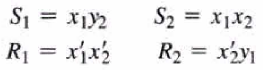 S₁ = x₁y₂ S₂ = x₁x₂
R₁ = x′₁x′₂ R₂ = x′₂y₁